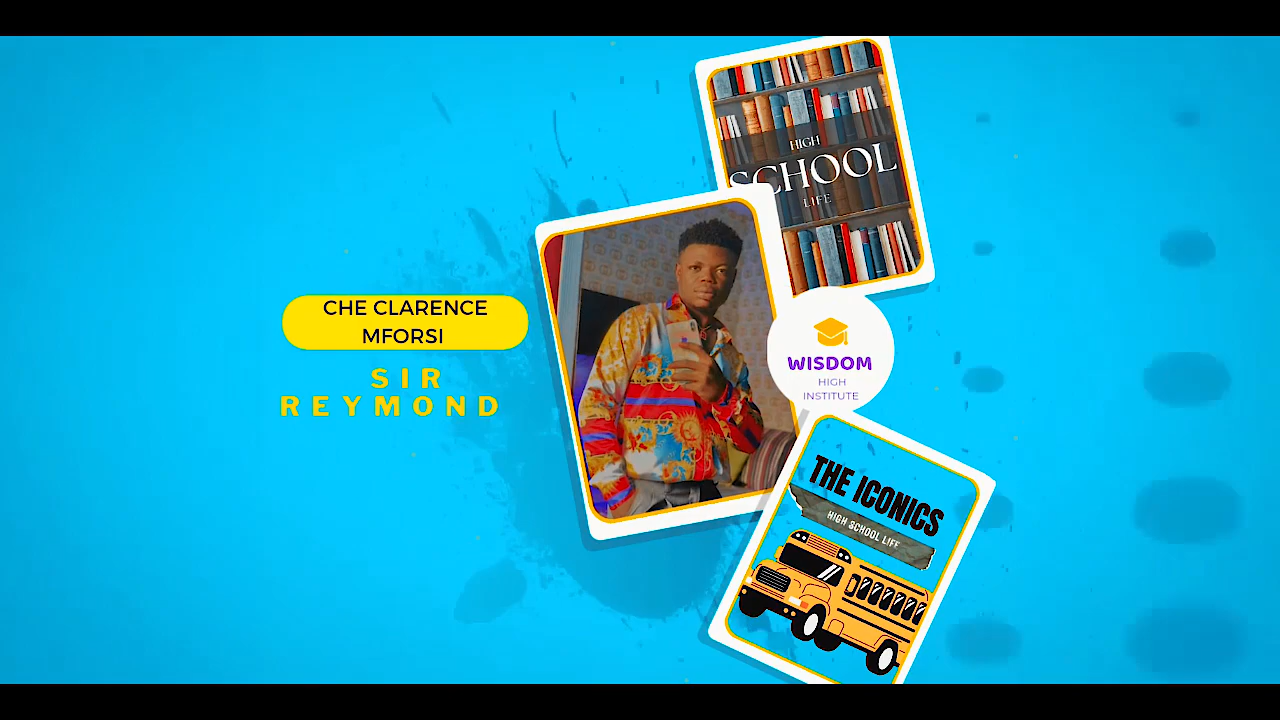 HIGH
SCHOOL
LIFE
CHE CLARENCE
MFORSI
SIR
REYMOND
WISDOM
HIGH
INSTITUTE
THE ICONICS
HIGH SCHOOL LIFE